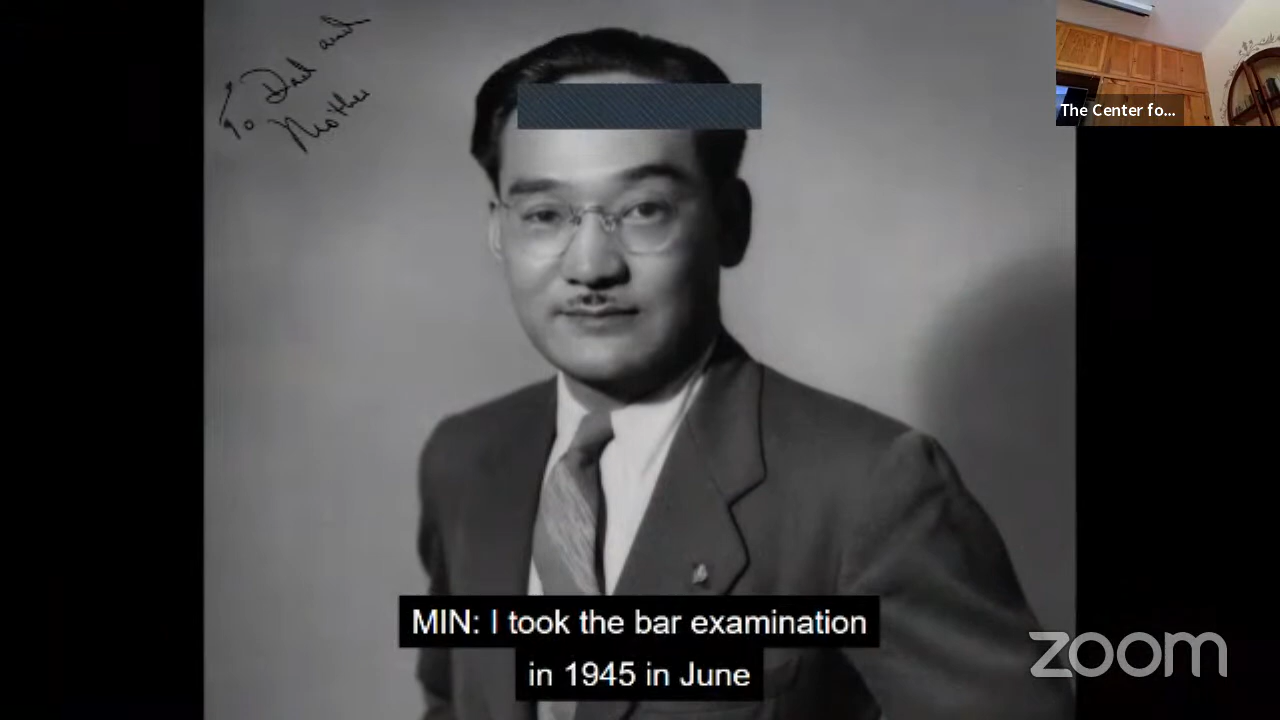 To Dad and
Mother
The Center fo...
MIN: I took the bar examination
in 1945 in June
zoom